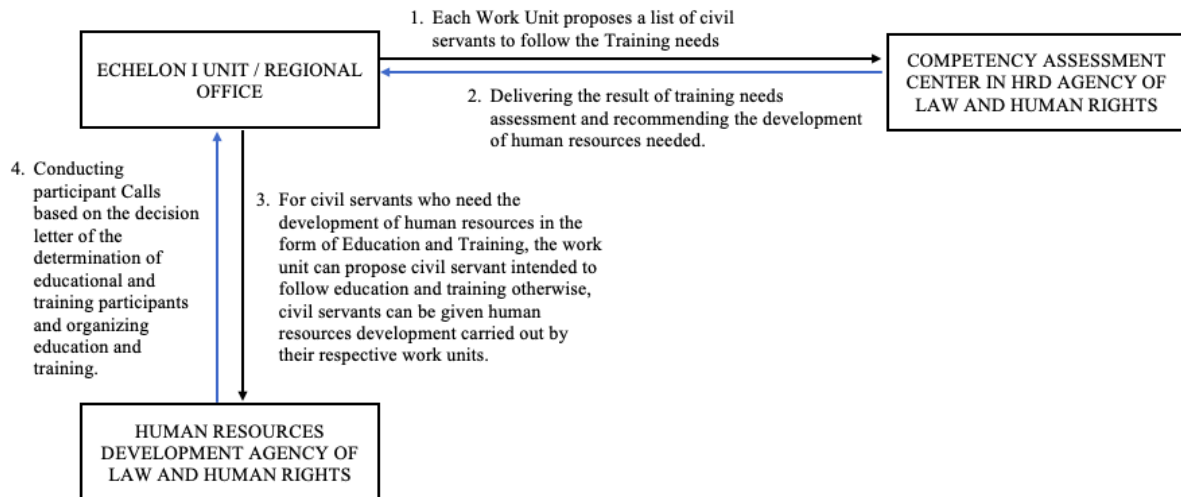 1. Each Work Unit proposes a list of civil
servants to follow the Training needs
ECHELON I UNIT / REGIONAL
OFFICE
COMPETENCY ASSESSMENT
CENTER IN HRD AGENCY OF
LAW AND HUMAN RIGHTS
2. Delivering the result of training needs
assessment and recommending the development
of human resources needed.
4. Conducting
participant Calls
based on the decision
letter of the
determination of
educational and
training participants
and organizing
education and
training.
3. For civil servants who need the
development of human resources in the
form of Education and Training, the work
unit can propose civil servant intended to
follow education and training otherwise,
civil servants can be given human
resources development carried out by
their respective work units.
HUMAN RESOURCES
DEVELOPMENT AGENCY OF
LAW AND HUMAN RIGHTS